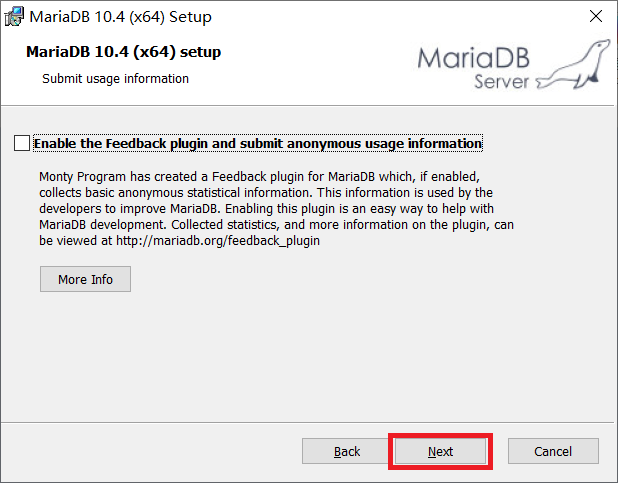 MariaDB 10.4 (x64) Setup
MariaDB 10.4 (x64) setup
Submit usage information
MariaDB
Server
Enable the Feedback plugin and submit anonymous usage information
Monty Program has created a Feedback plugin for MariaDB which, if enabled,
collects basic anonymous statistical information. This information is used by the
developers to improve MariaDB. Enabling this plugin is an easy way to help with
MariaDB development. Collected statistics, and more information on the plugin, can
be viewed at http://mariadb.org/feedback_plugin
More Info
Back
Next
Cancel